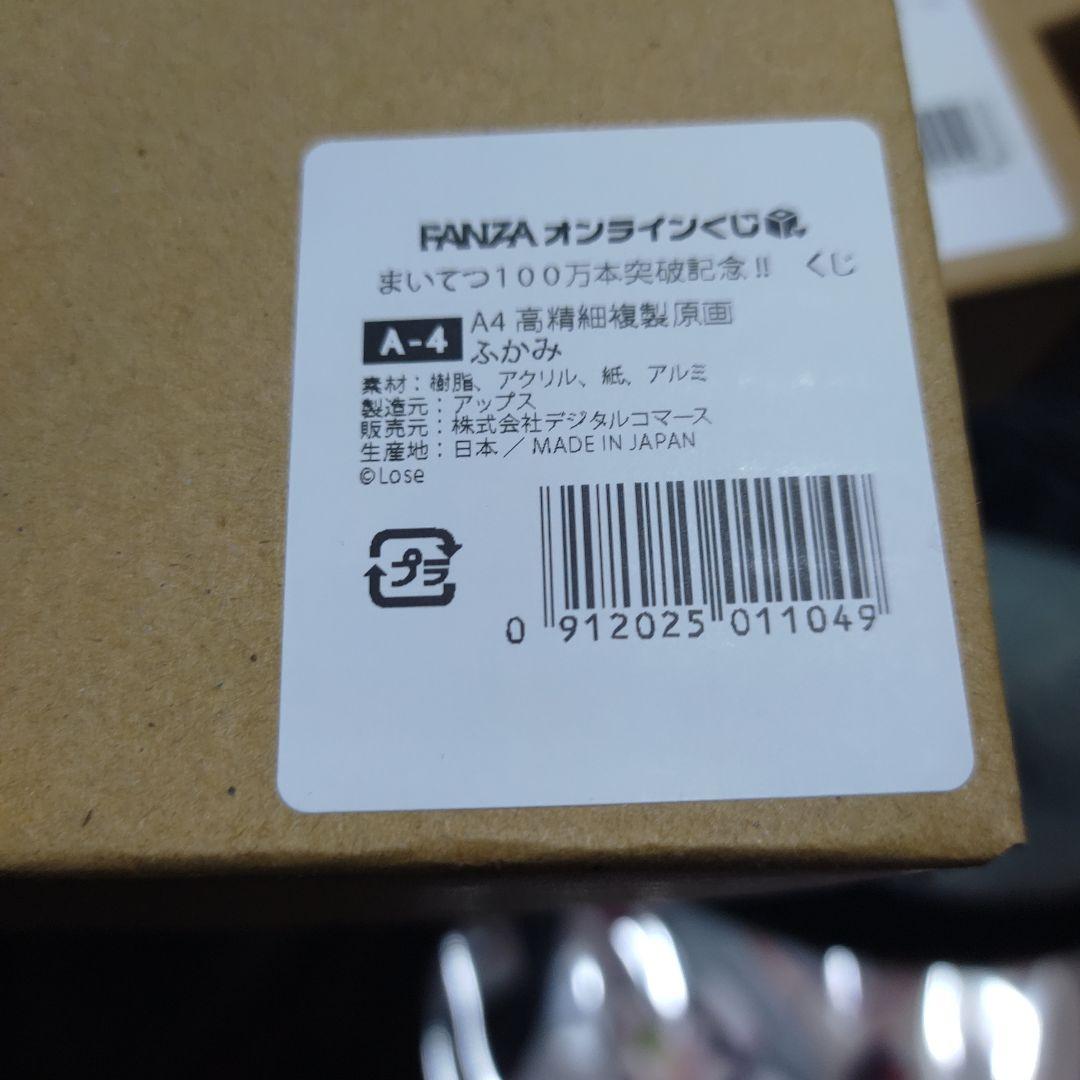 FANZA オンラインくじ
まいてつ100万本突破記念!! くじ
A-4 A4 高精細複製原画
ふかみ
素材：樹脂、アクリル、紙、アルミ
製造元：アップス
販売元：株式会社デジタルコマース
生産地：日本／MADE IN JAPAN
©Lose
プラ
0 912025 011049